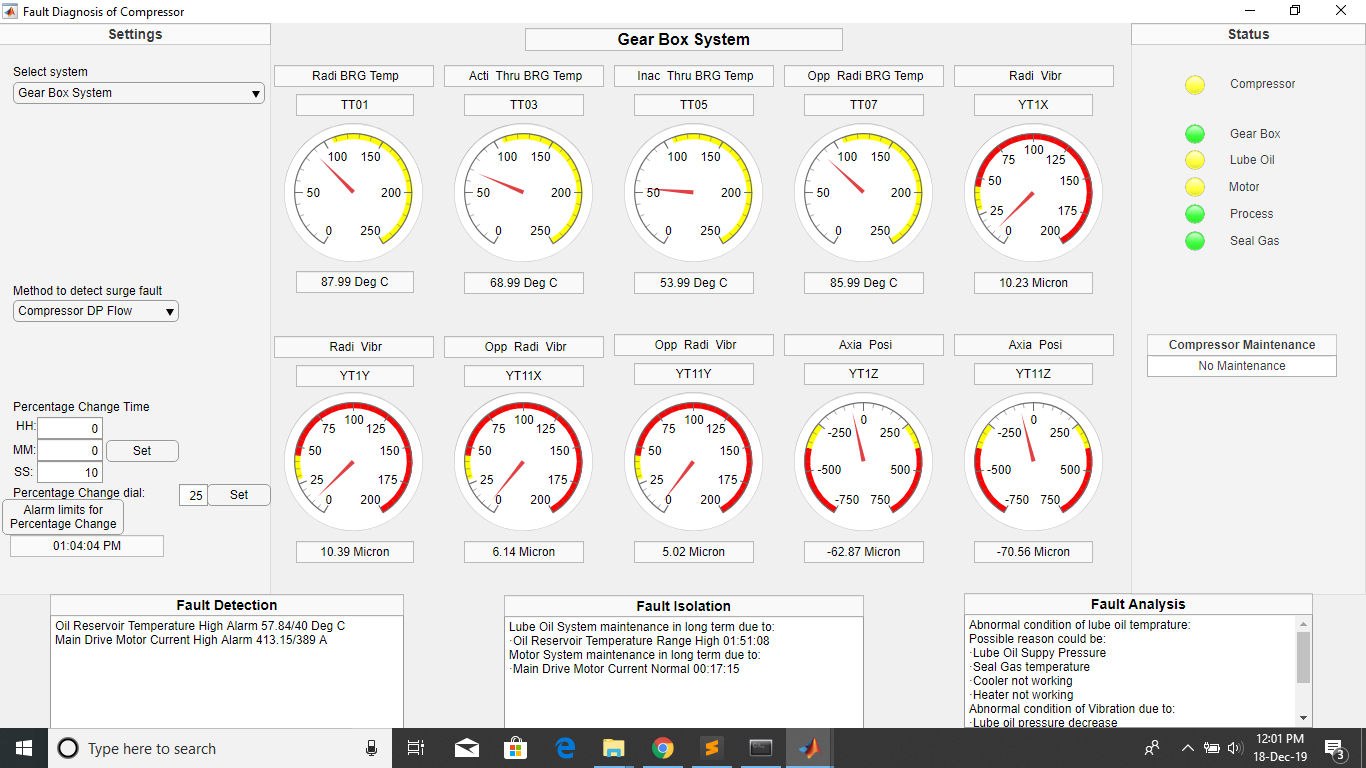 Fault Diagnosis of Compressor
Settings
Select system
Gear Box System
Method to detect surge fault
Compressor DP Flow
Percentage Change Time
HH: 0
MM: 0 Set
SS: 10
Percentage Change dial: 25 Set
Alarm limits for
Percentage Change
01:04:04 PM
Gear Box System
Radi BRG Temp Acti Thru BRG Temp Inac Thru BRG Temp Opp Radi BRG Temp Radi Vibr
TT01 TT03 TT05 TT07 YT1X
0 50 100 150 200 250
0 50 100 150 200 250
0 50 100 150 200 250
0 50 100 150 200 250
0 25 50 75 100 125 150 175 200
87.99 Deg C 68.99 Deg C 53.99 Deg C 85.99 Deg C 10.23 Micron
Radi Vibr Opp Radi Vibr Opp Radi Vibr Axia Posi Axia Posi
YT1Y YT11X YT11Y YT1Z YT11Z
0 25 50 75 100 125 150 175 200
0 25 50 75 100 125 150 175 200
0 25 50 75 100 125 150 175 200
-750 -500 -250 0 250 500 750
-750 -500 -250 0 250 500 750
10.39 Micron 6.14 Micron 5.02 Micron -62.87 Micron -70.56 Micron
Status
Compressor
Gear Box
Lube Oil
Motor
Process
Seal Gas
Compressor Maintenance
No Maintenance
Fault Detection
Oil Reservoir Temperature High Alarm 57.84/40 Deg C
Main Drive Motor Current High Alarm 413.15/389 A
Fault Isolation
Lube Oil System maintenance in long term due to:
·Oil Reservoir Temperature Range High 01:51:08
Motor System maintenance in long term due to:
·Main Drive Motor Current Normal 00:17:15
Fault Analysis
Abnormal condition of lube oil temprature:
Possible reason could be:
·Lube Oil Suppy Pressure
·Seal Gas temperature
·Cooler not working
·Heater not working
Abnormal condition of Vibration due to:
·Lube oil pressure decrease
Type here to search
12:01 PM
18-Dec-19
3